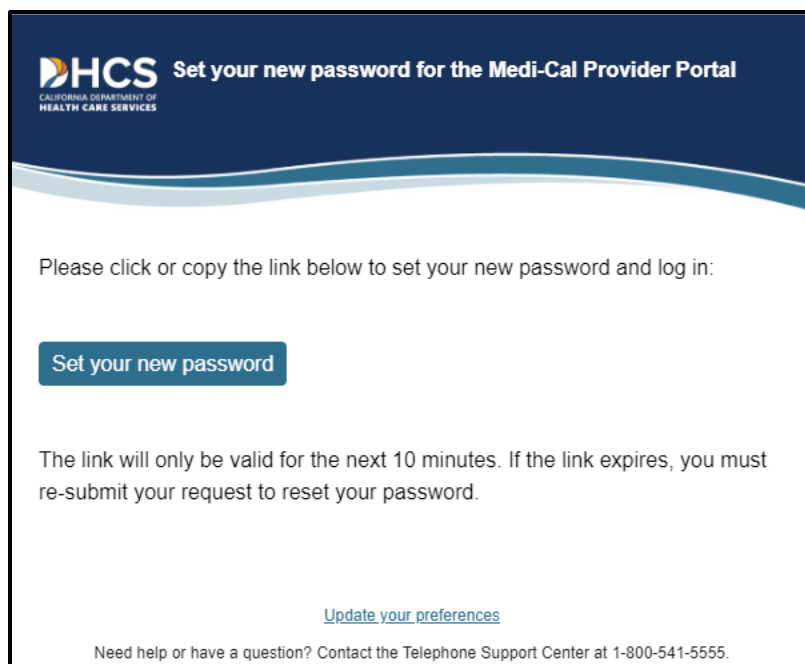 DHCS
CALIFORNIA DEPARTMENT OF
HEALTH CARE SERVICES
Set your new password for the Medi-Cal Provider Portal
Please click or copy the link below to set your new password and log in:
Set your new password
The link will only be valid for the next 10 minutes. If the link expires, you must
re-submit your request to reset your password.
Update your preferences
Need help or have a question? Contact the Telephone Support Center at 1-800-541-5555.